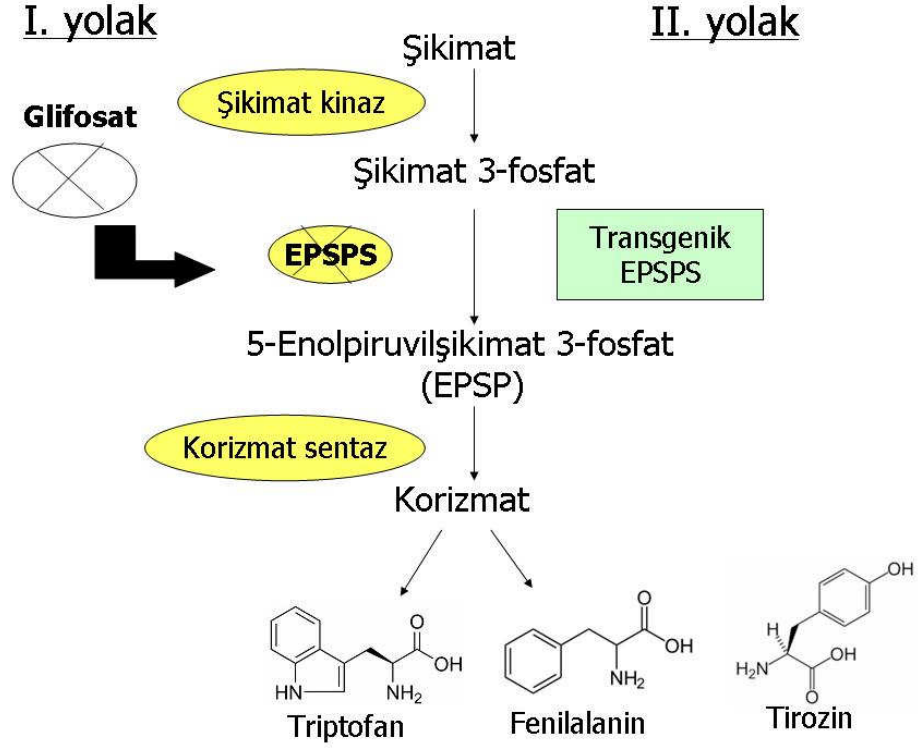 I. yolak
II. yolak
Şikimat
Şikimat kinaz
Glifosat
Şikimat 3-fosfat
EPSPS
Transgenik
EPSPS
5-Enolpiruvilşikimat 3-fosfat
(EPSP)
Korizmat sentaz
Korizmat
HN
O
OH
NH₂
Triptofan
O
OH
NH₂
Fenilalanin
OH
H
H₂N
OH
O
Tirozin